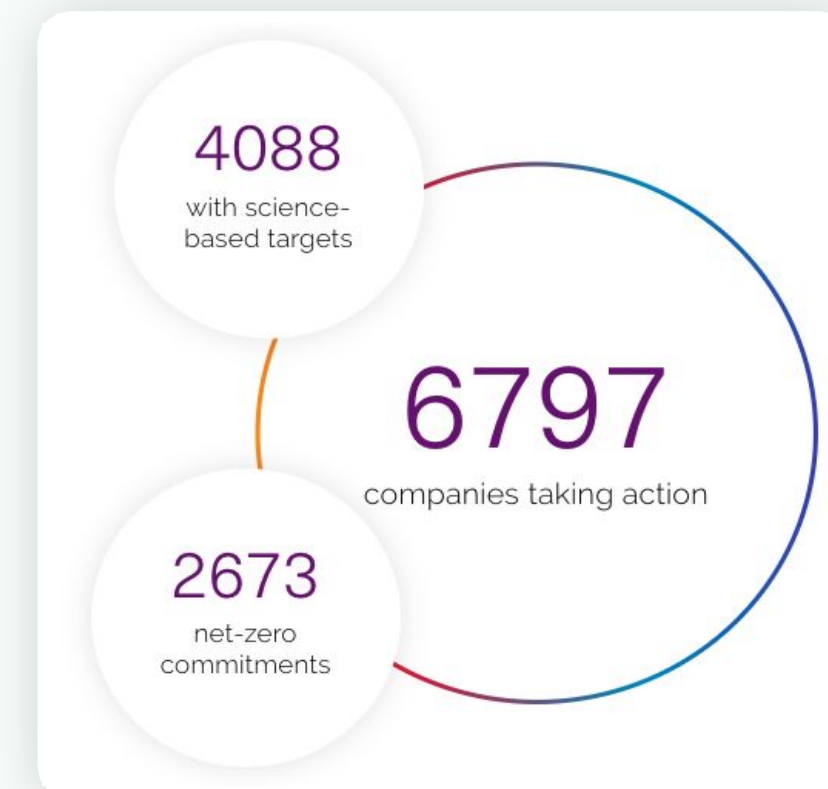 4088
with science-
based targets
6797
companies taking action
2673
net-zero
commitments